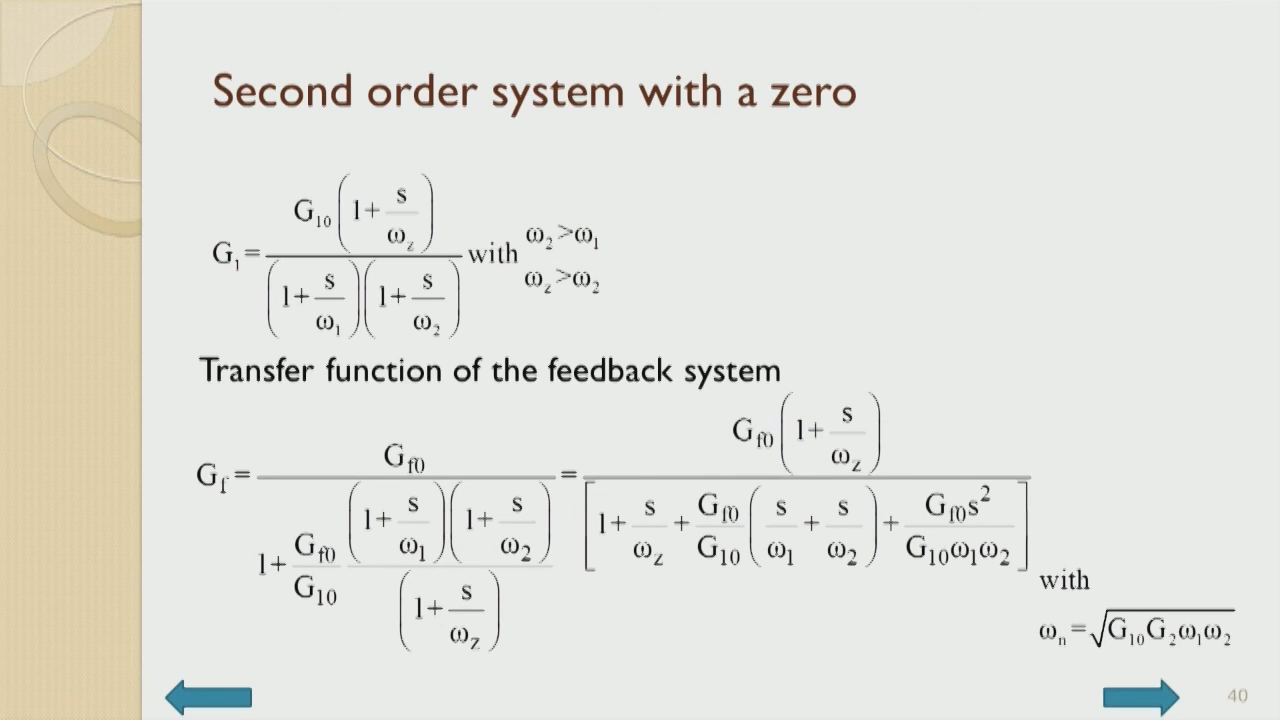 Second order system with a zero
G₁ = G₁₀(1+ s/ω_z) / (1+ s/ω₁)(1+ s/ω₂) with ω₂>ω₁
ω_z>ω₂
Transfer function of the feedback system
G_f = G_f0 / 1+ G_f0/G₁₀ (1+ s/ω₁)(1+ s/ω₂)/(1+ s/ω_z) = G_f0(1+ s/ω_z) / [1+ s/ω_z + G_f0/G₁₀ (s/ω₁ + s/ω₂) + G_f0s²/G₁₀ω₁ω₂]
with
ω_n = √G₁₀G₂ω₁ω₂
40